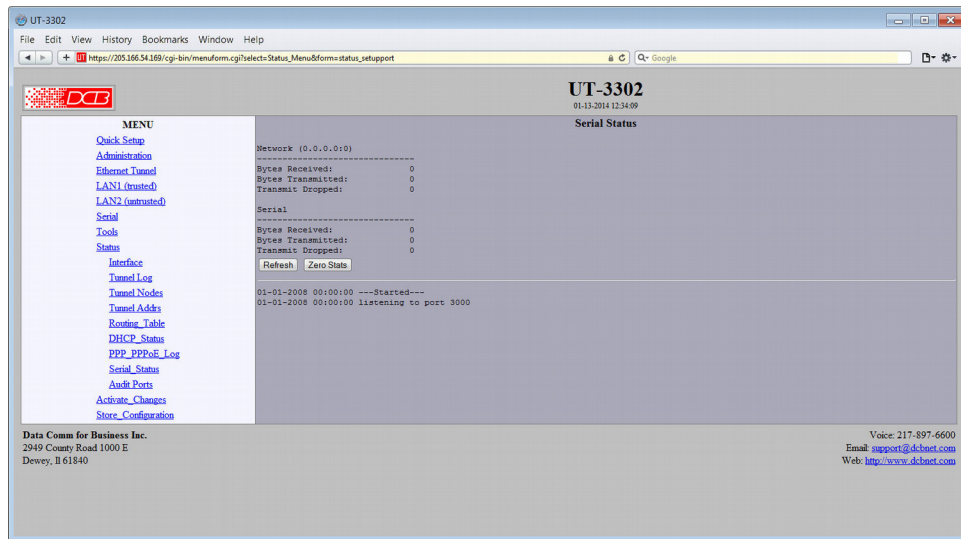 UT-3302
File Edit View History Bookmarks Window Help
UT https://205.166.54.169/cgi-bin/menuform.cgi?select=Status_Menu&form=status_setupport
Google
DCB
UT-3302
01-13-2014 12:34:09
MENU
Quick Setup
Administration
Ethernet Tunnel
LAN1 (trusted)
LAN2 (untrusted)
Serial
Tools
Status
Interface
Tunnel Log
Tunnel Nodes
Tunnel Addrs
Routing_Table
DHCP_Status
PPP_PPPoE_Log
Serial_Status
Audit Ports
Activate_Changes
Store_Configuration
Serial Status
Network (0.0.0.0:0)
-------------------------------
Bytes Received: 0
Bytes Transmitted: 0
Transmit Dropped: 0
Serial
-------------------------------
Bytes Received: 0
Bytes Transmitted: 0
Transmit Dropped: 0
Refresh Zero Stats
01-01-2008 00:00:00 ---Started---
01-01-2008 00:00:00 listening to port 3000
Data Comm for Business Inc.
2949 County Road 1000 E
Dewey, Il 61840
Voice: 217-897-6600
Email: support@dcbnet.com
Web: http://www.dcbnet.com